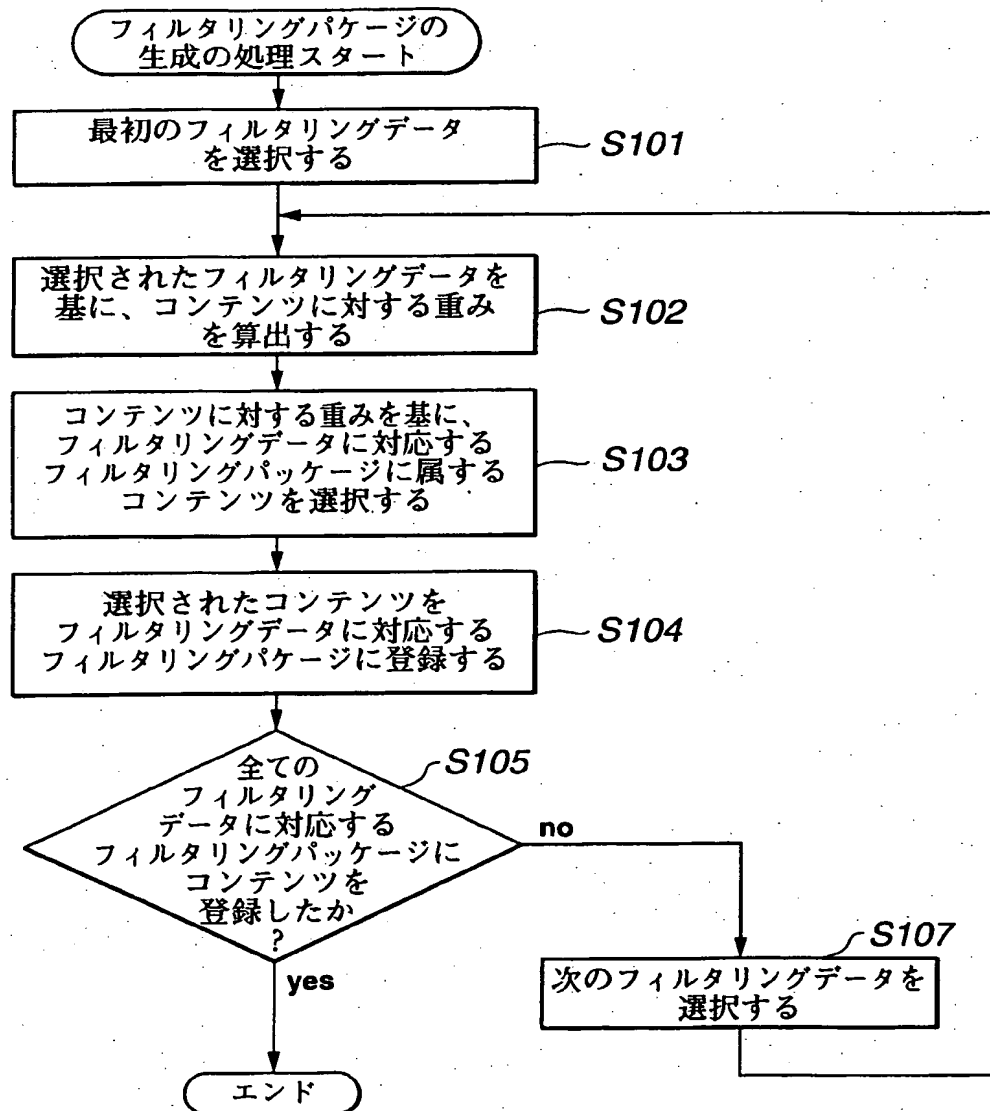 フィルタリングパケージの
生成の処理スタート
最初のフィルタリングデータ
を選択する
S101
選択されたフィルタリングデータを
基に、コンテンツに対する重み
を算出する
S102
コンテンツに対する重みを基に、
フィルタリングデータに対応する
フィルタリングパッケージに属する
コンテンツを選択する
S103
選択されたコンテンツを
フィルタリングデータに対応する
フィルタリングパケージに登録する
S104
全ての
フィルタリング
データに対応する
フィルタリングパッケージに
コンテンツを
登録したか
?
S105
no
yes
S107
次のフィルタリングデータを
選択する
エンド